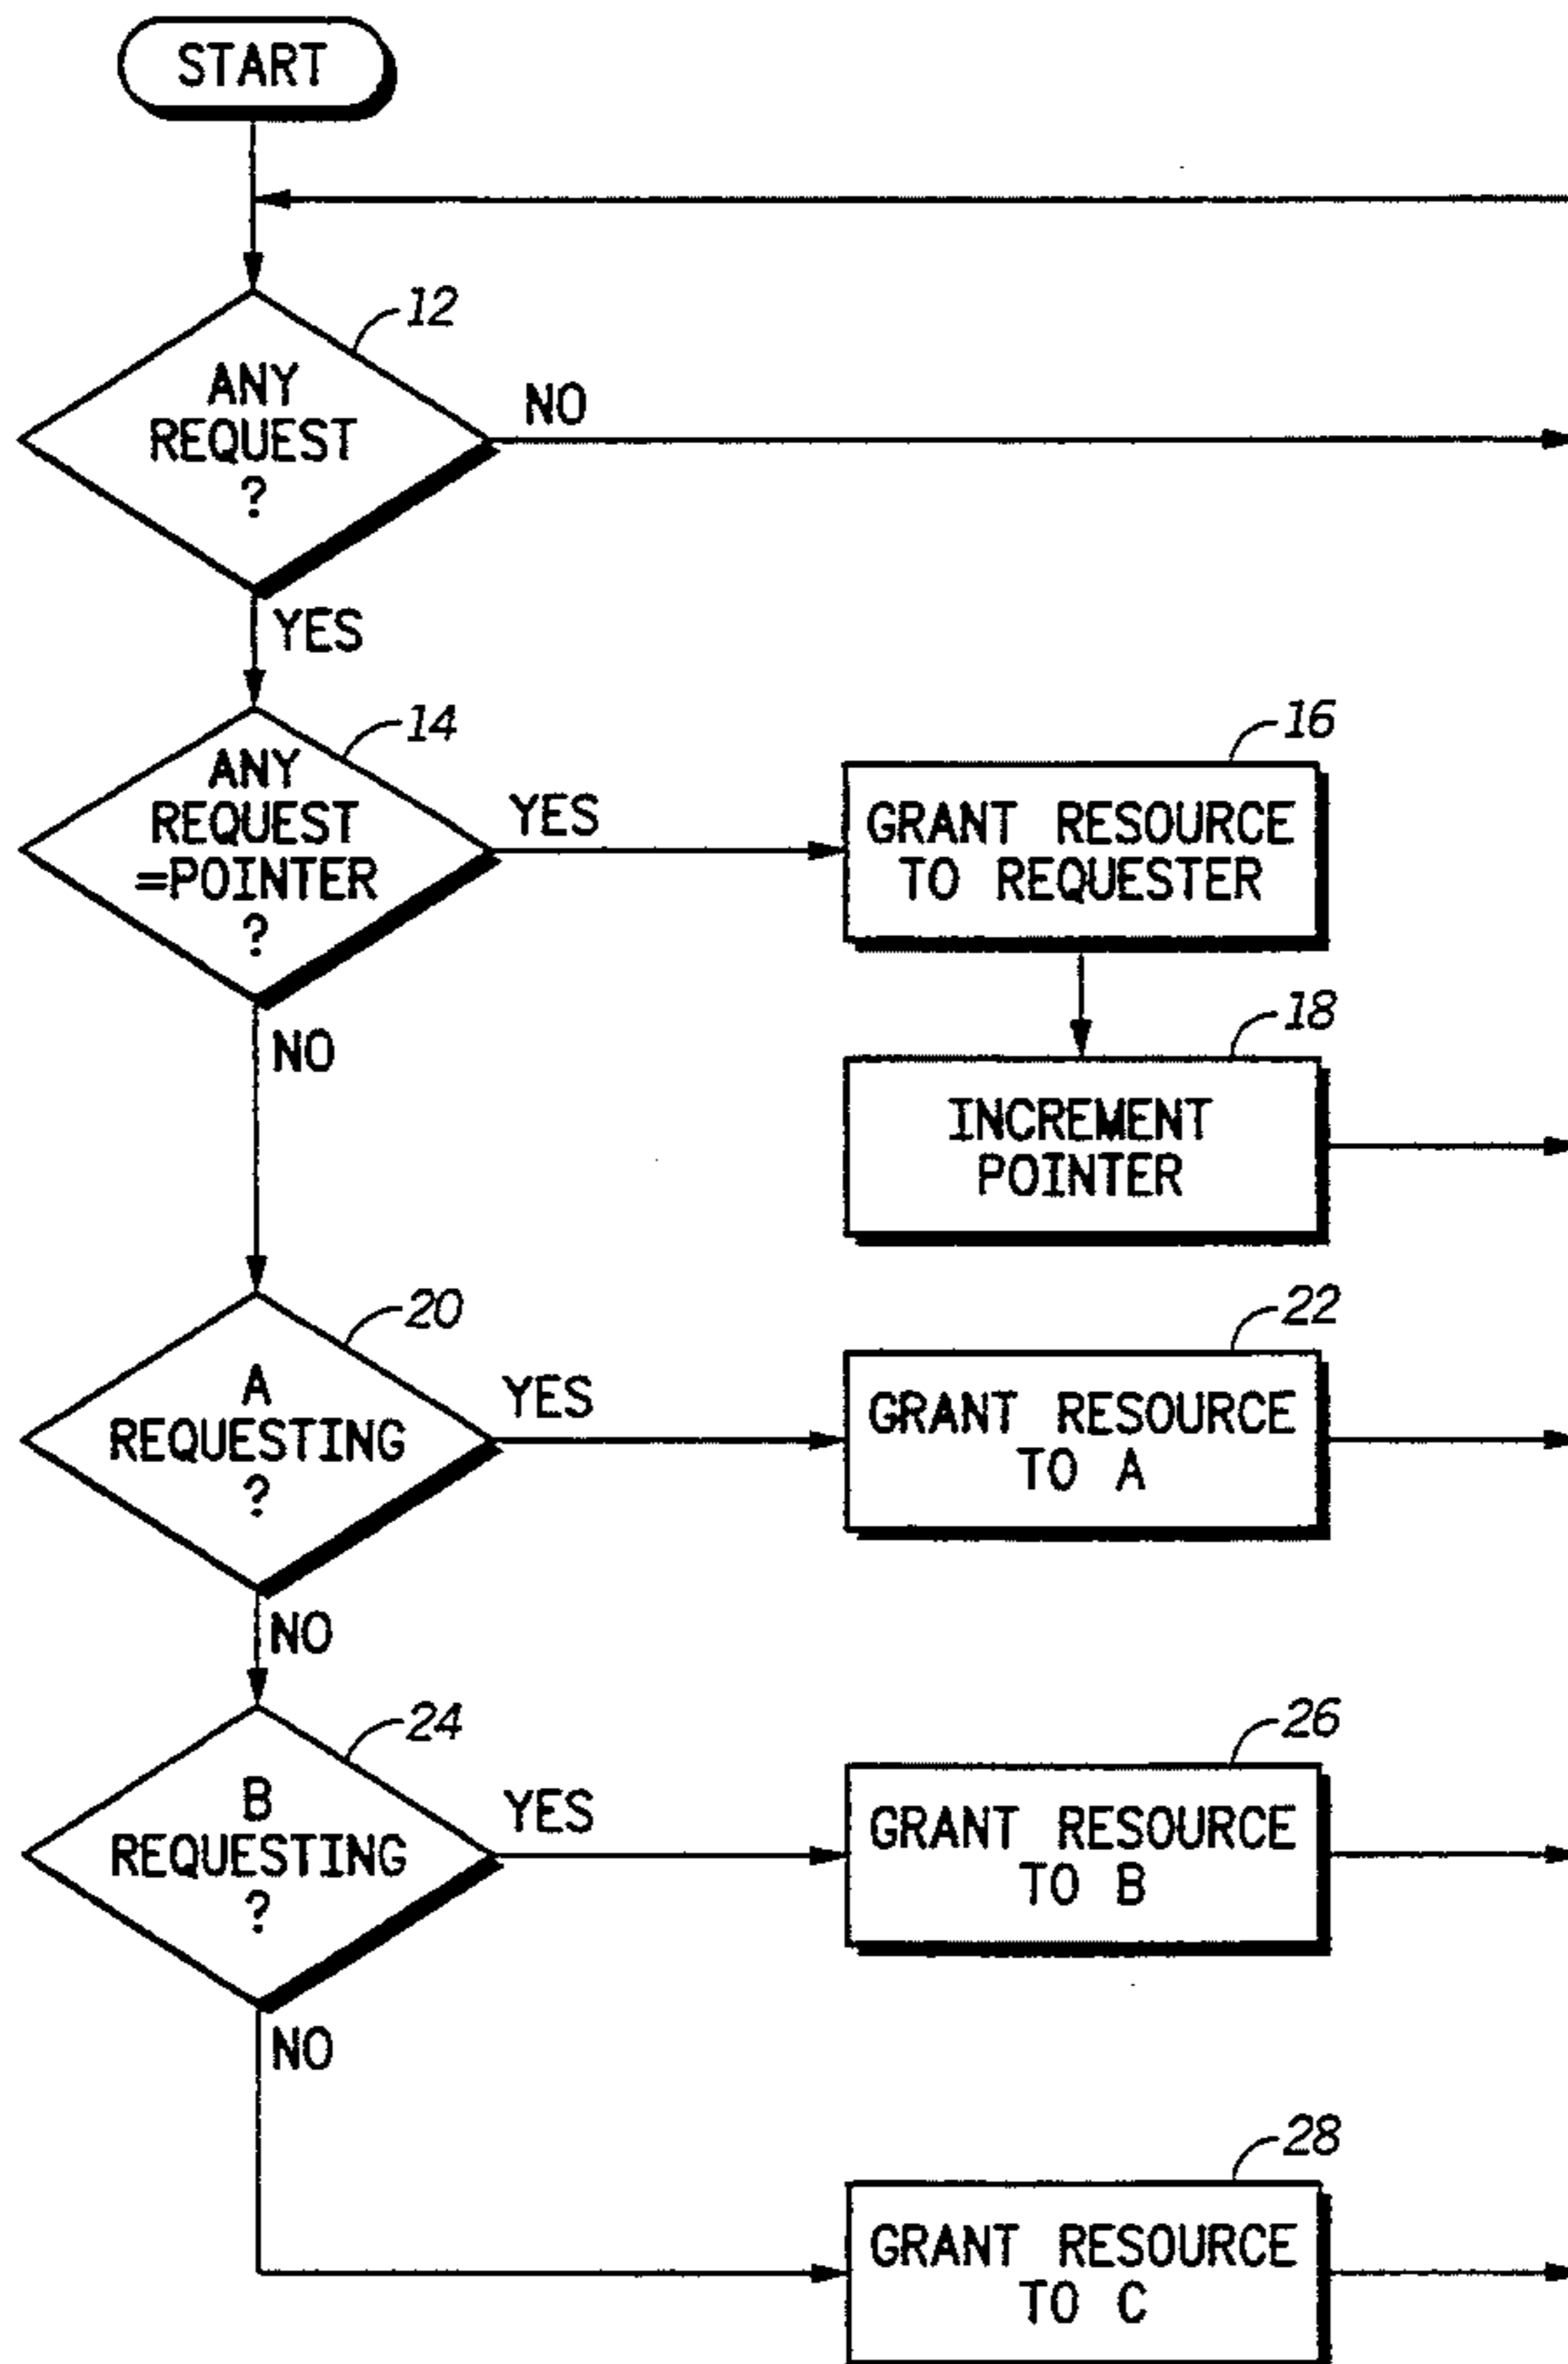 START
12
ANY
REQUEST
?
NO
YES
14
ANY
REQUEST
=POINTER
?
YES
16
GRANT RESOURCE
TO REQUESTER
NO
18
INCREMENT
POINTER
20
A
REQUESTING
?
YES
22
GRANT RESOURCE
TO A
NO
24
B
REQUESTING
?
YES
26
GRANT RESOURCE
TO B
NO
28
GRANT RESOURCE
TO C